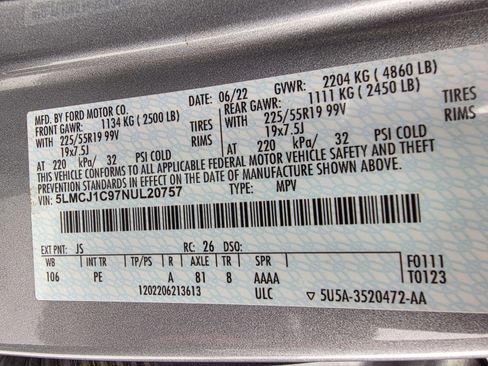 MFD. BY FORD MOTOR CO.
DATE: 06/22 GVWR: 2204 KG ( 4860 LB)
FRONT GAWR: 1134 KG ( 2500 LB) REAR GAWR: 1111 KG ( 2450 LB)
WITH 225/55R19 99V TIRES WITH 225/55R19 99V TIRES
19x7.5J RIMS 19x7.5J RIMS
AT 220 kPa/ 32 PSI COLD AT 220 kPa/ 32 PSI COLD
THIS VEHICLE CONFORMS TO ALL APPLICABLE FEDERAL MOTOR VEHICLE SAFETY AND THEFT
PREVENTION STANDARDS IN EFFECT ON THE DATE OF MANUFACTURE SHOWN ABOVE.
VIN: 5LMCJ1C97NUL20757 TYPE: MPV
EXT PNT: JS RC: 26 DSO:
WB INT TR TP/PS R AXLE TR SPR F0111
106 PE A 81 8 AAAA T0123
1202206213613 ULC 5U5A-3520472-AA